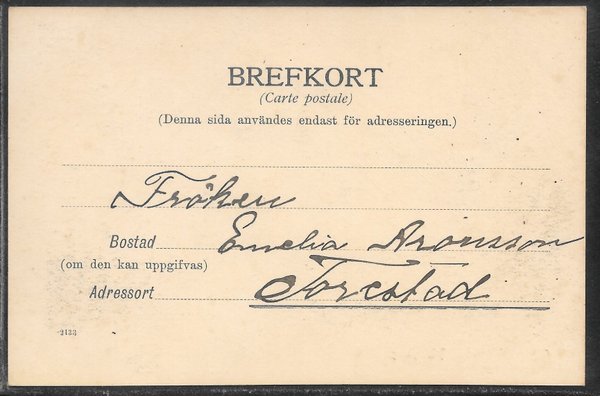 BREFKORT
(Carte postale)
(Denna sida användes endast för adresseringen.)
Fröken
Bostad Emelia Aronsson
(om den kan uppgifvas)
Adressort Torestad
2133